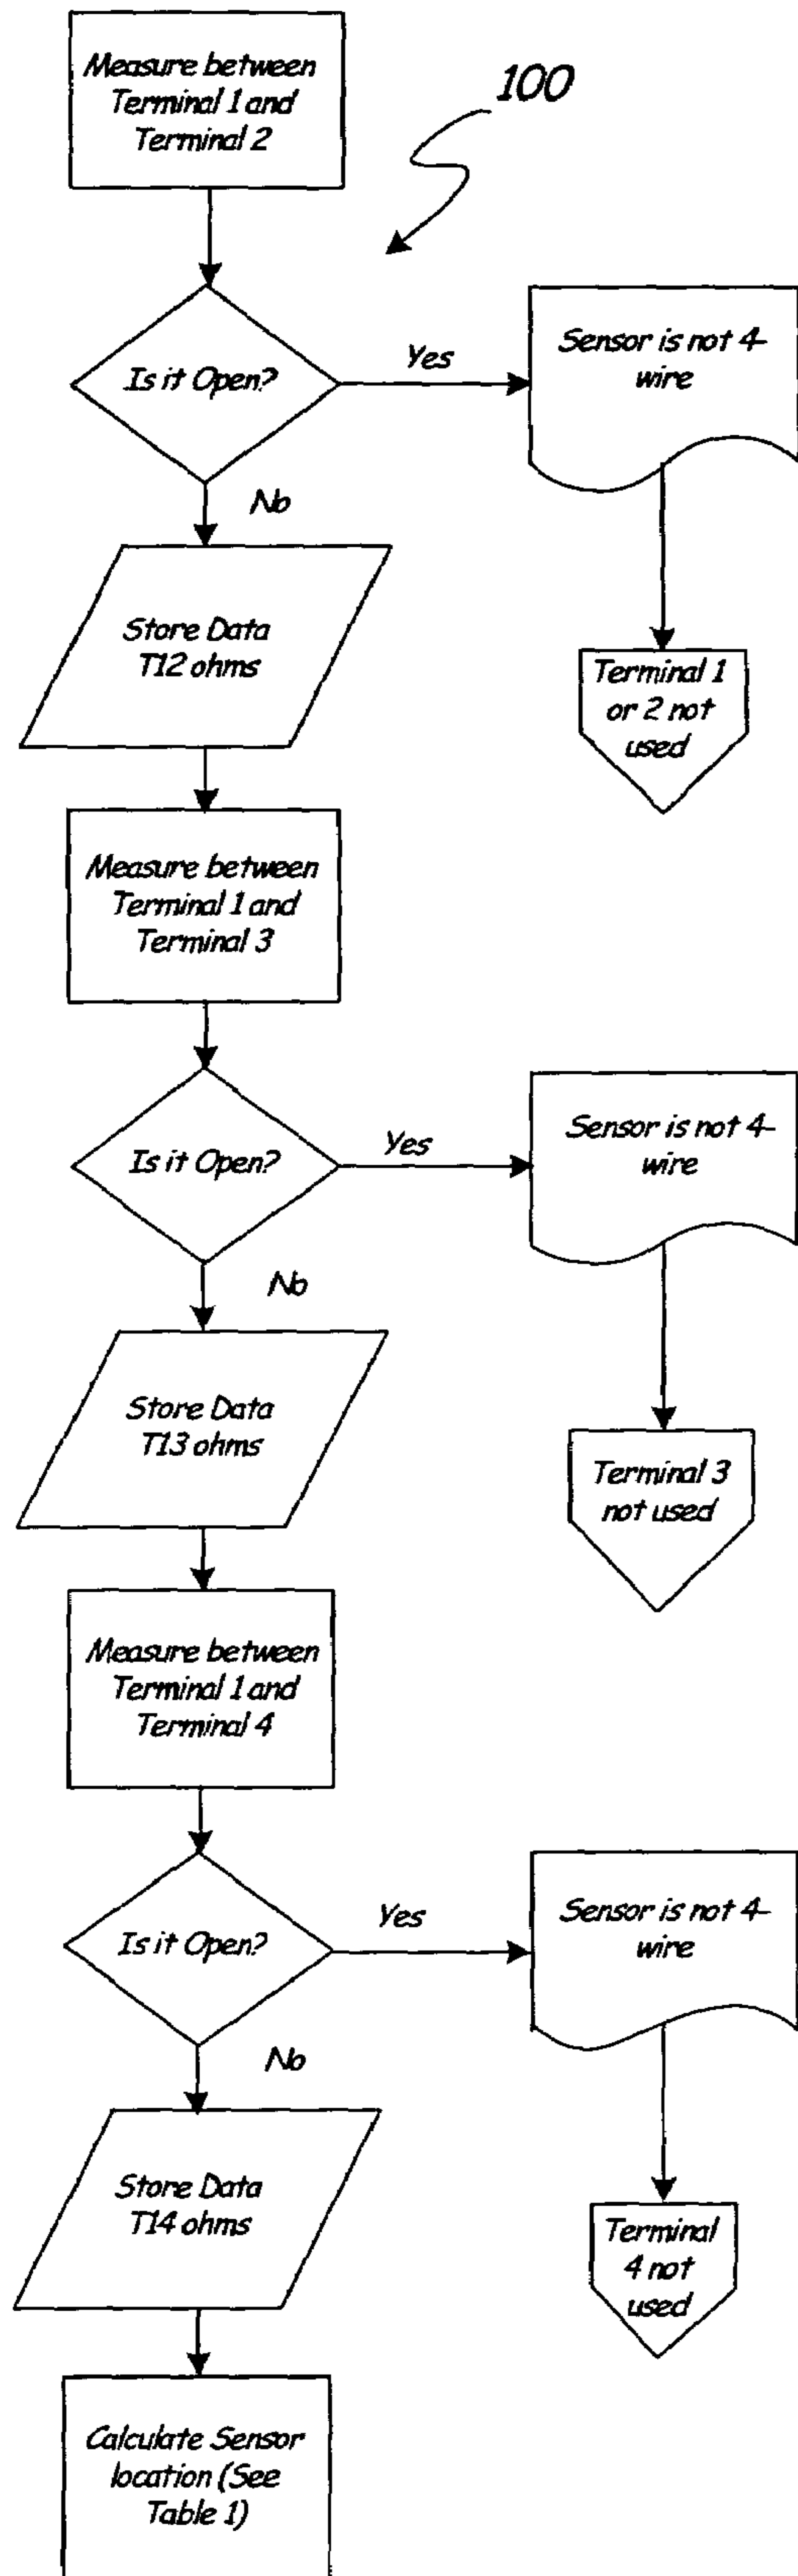 Measure between
Terminal 1 and
Terminal 2
100
Is it Open?
Yes
Sensor is not 4-
wire
No
Store Data
T12 ohms
Terminal 1
or 2 not
used
Measure between
Terminal 1 and
Terminal 3
Is it Open?
Yes
Sensor is not 4-
wire
No
Store Data
T13 ohms
Terminal 3
not used
Measure between
Terminal 1 and
Terminal 4
Is it Open?
Yes
Sensor is not 4-
wire
No
Store Data
T14 ohms
Terminal
4 not
used
Calculate Sensor
location (See
Table 1)